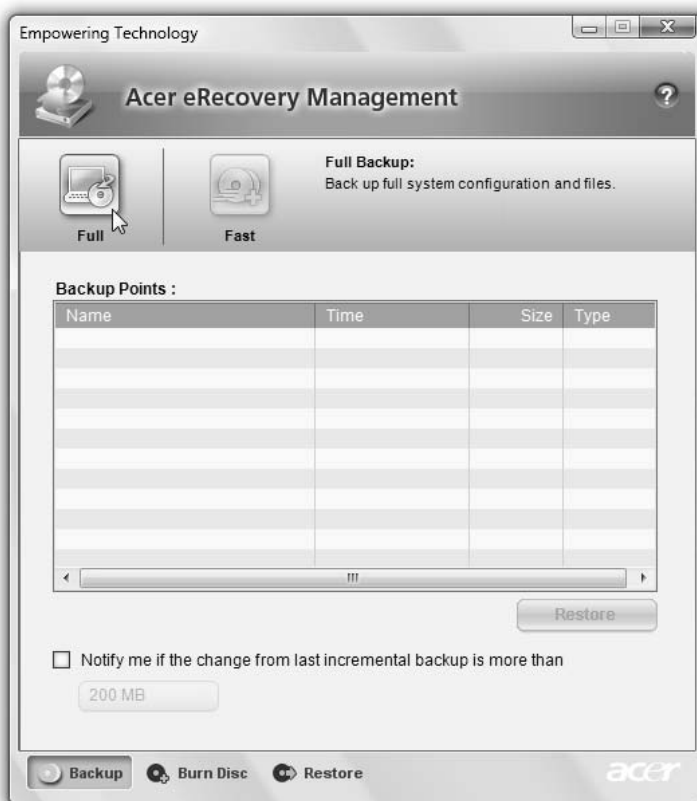 Empowering Technology
Acer eRecovery Management
?
Full Backup:
Back up full system configuration and files.
Full
Fast
Backup Points :
Name Time Size Type
Restore
Notify me if the change from last incremental backup is more than
200 MB
Backup Burn Disc Restore acer